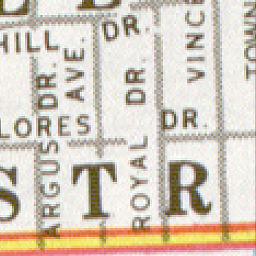 HILL
DR.
DR.
AVE.
DR.
VINCE
TOWN
LORES
DR.
ARGUS
ROYAL
S T R